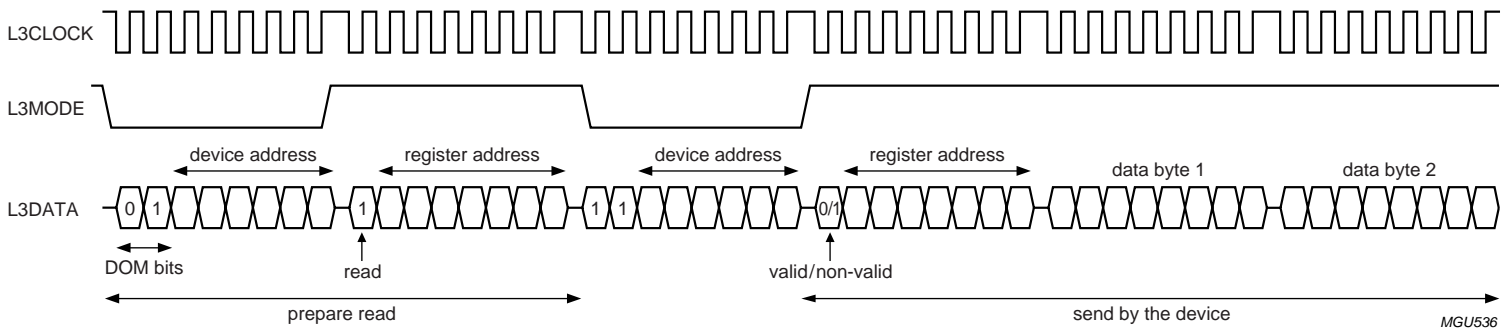 L3CLOCK
L3MODE
device address register address device address register address data byte 1 data byte 2
L3DATA 0 1 1 1 1 0/1
DOM bits read valid/non-valid
prepare read send by the device
MGU536